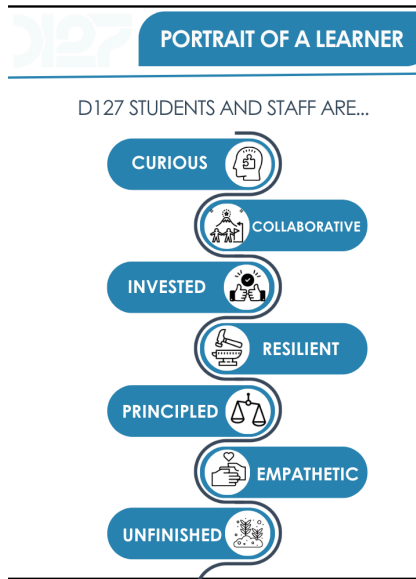 D127
PORTRAIT OF A LEARNER
D127 STUDENTS AND STAFF ARE...
CURIOUS
COLLABORATIVE
INVESTED
RESILIENT
PRINCIPLED
EMPATHETIC
UNFINISHED